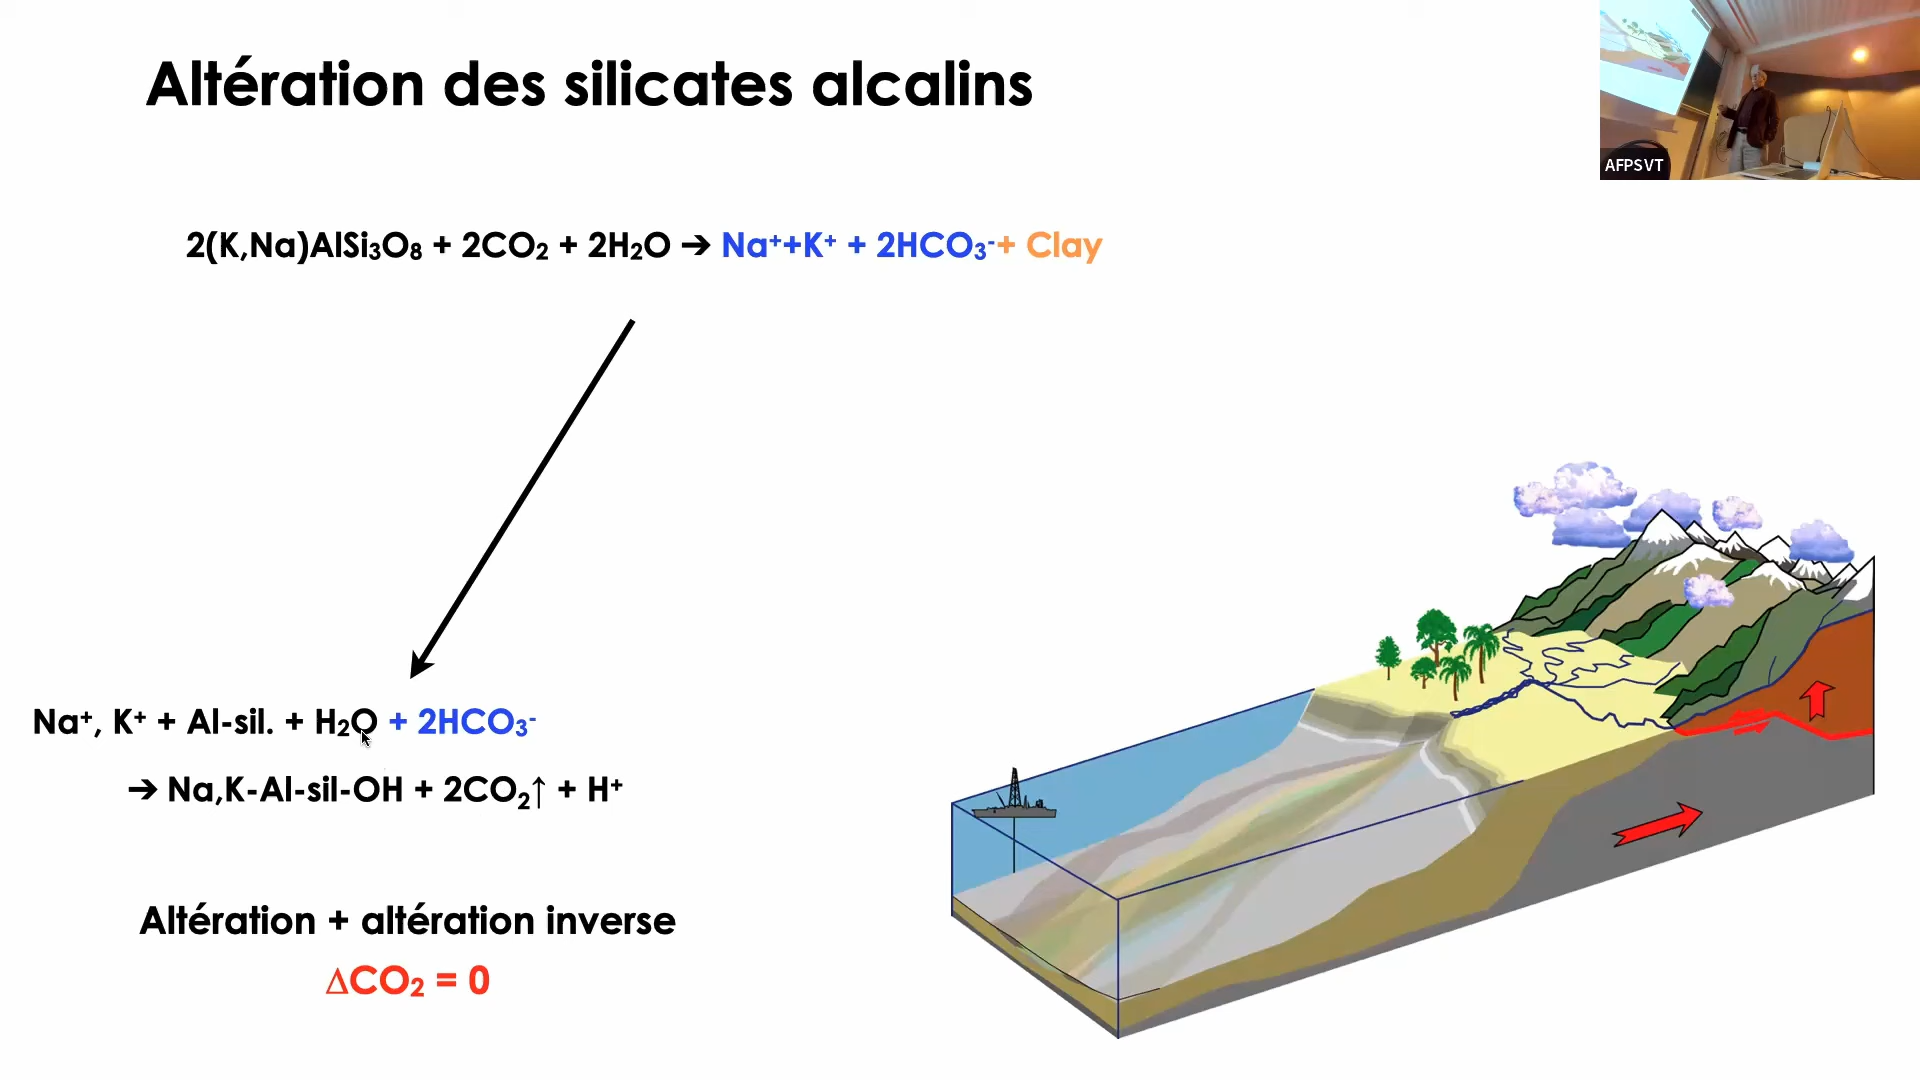 Altération des silicates alcalins
AFPSVT
2(K,Na)AlSi₃O₈ + 2CO₂ + 2H₂O ➔ Na⁺+K⁺ + 2HCO₃⁻+ Clay
Na⁺, K⁺ + Al-sil. + H₂O + 2HCO₃⁻
➔ Na,K-Al-sil-OH + 2CO₂↑ + H⁺
Altération + altération inverse
ΔCO₂ = 0